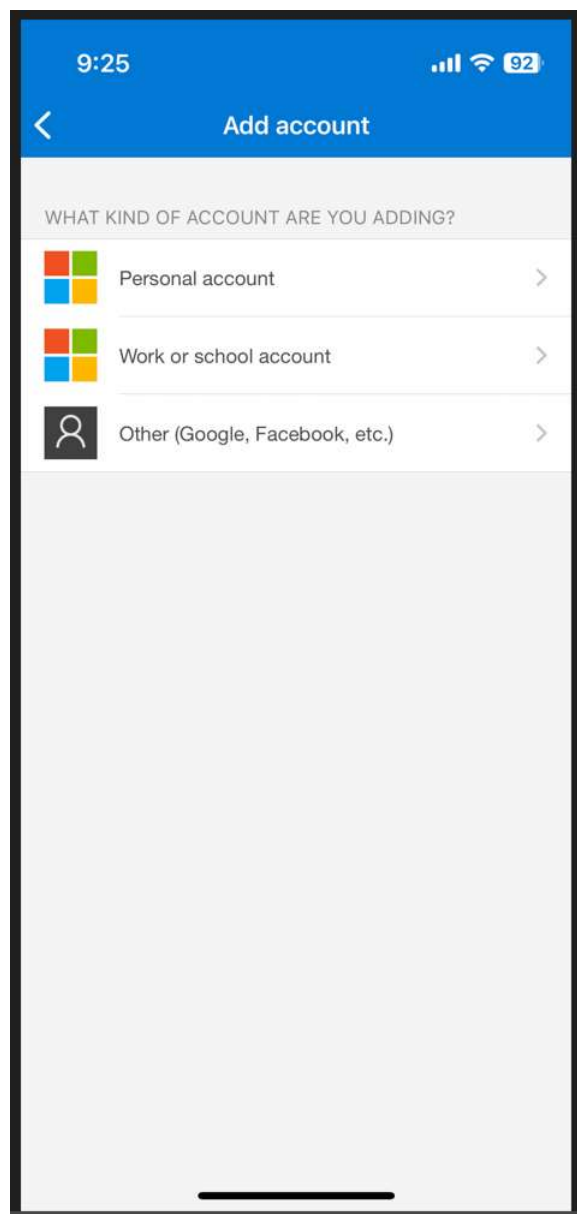 9:25
92
Add account
WHAT KIND OF ACCOUNT ARE YOU ADDING?
Personal account
Work or school account
Other (Google, Facebook, etc.)